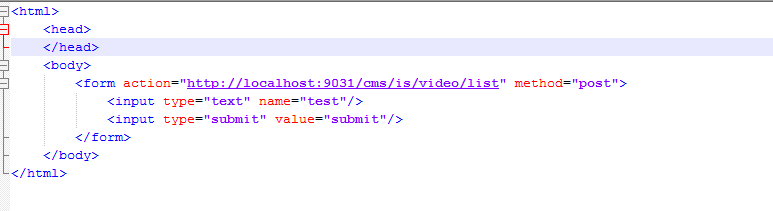 <html>
<head>
</head>
<body>
<form action="http://localhost:9031/cms/is/video/list" method="post">
<input type="text" name="test"/>
<input type="submit" value="submit"/>
</form>
</body>
</html>